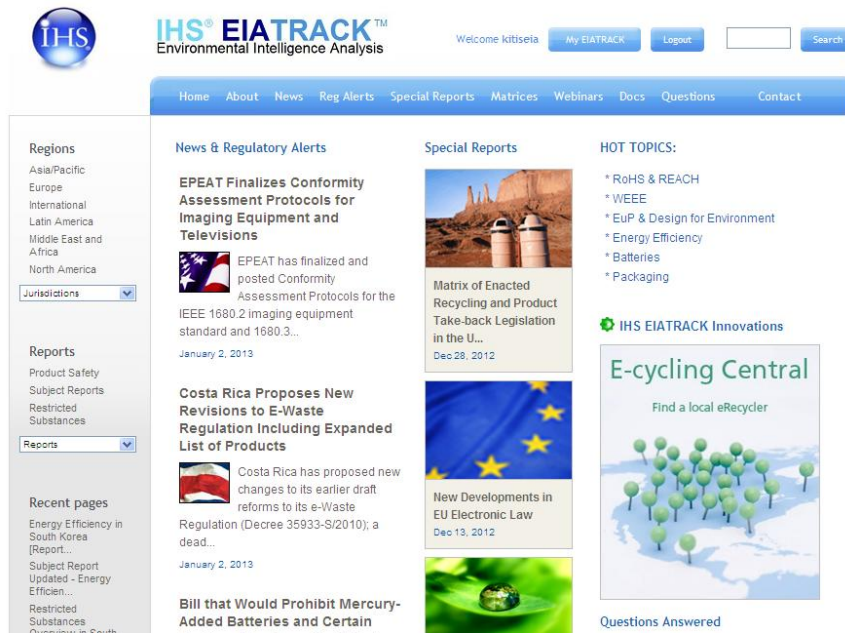 iHS
IHS® EIATRACK™
Environmental Intelligence Analysis
Welcome kitiseia
My EIATRACK
Logout
Search
Home About News Reg Alerts Special Reports Matrices Webinars Docs Questions Contact
Regions
Asia/Pacific
Europe
International
Latin America
Middle East and
Africa
North America
Jurisdictions
Reports
Product Safety
Subject Reports
Restricted
Substances
Reports
Recent pages
Energy Efficiency in
South Korea
[Report...
Subject Report
Updated - Energy
Efficien...
Restricted
Substances
Overview in South
News & Regulatory Alerts
EPEAT Finalizes Conformity
Assessment Protocols for
Imaging Equipment and
Televisions
EPEAT has finalized and
posted Conformity
Assessment Protocols for the
IEEE 1680.2 imaging equipment
standard and 1680.3...
January 2, 2013
Costa Rica Proposes New
Revisions to E-Waste
Regulation Including Expanded
List of Products
Costa Rica has proposed new
changes to its earlier draft
reforms to its e-Waste
Regulation (Decree 35933-S/2010); a
dead...
January 2, 2013
Bill that Would Prohibit Mercury-
Added Batteries and Certain
Special Reports
Matrix of Enacted
Recycling and Product
Take-back Legislation
in the U...
Dec 28, 2012
New Developments in
EU Electronic Law
Dec 13, 2012
HOT TOPICS:
* RoHS & REACH
* WEEE
* EuP & Design for Environment
* Energy Efficiency
* Batteries
* Packaging
IHS EIATRACK Innovations
E-cycling Central
Find a local eRecycler
Questions Answered